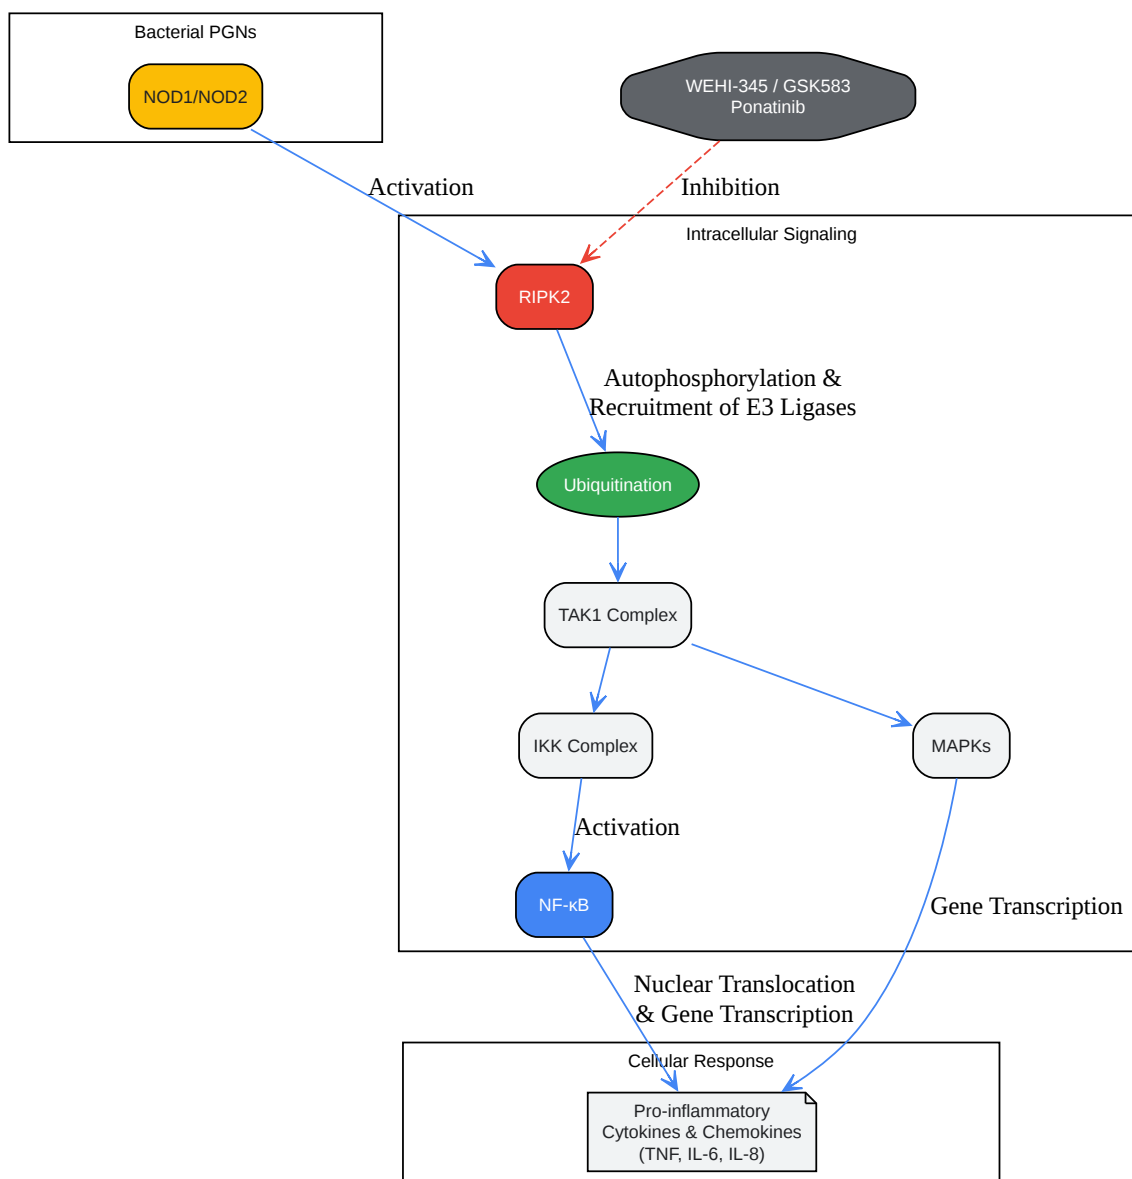 Bacterial PGNs
NOD1/NOD2
WEHI-345 / GSK583
Ponatinib
Activation
Inhibition
Intracellular Signaling
RIPK2
Autophosphorylation &
Recruitment of E3 Ligases
Ubiquitination
TAK1 Complex
IKK Complex
MAPKs
Activation
NF-κB
Gene Transcription
Nuclear Translocation
& Gene Transcription
Cellular Response
Pro-inflammatory
Cytokines & Chemokines
(TNF, IL-6, IL-8)